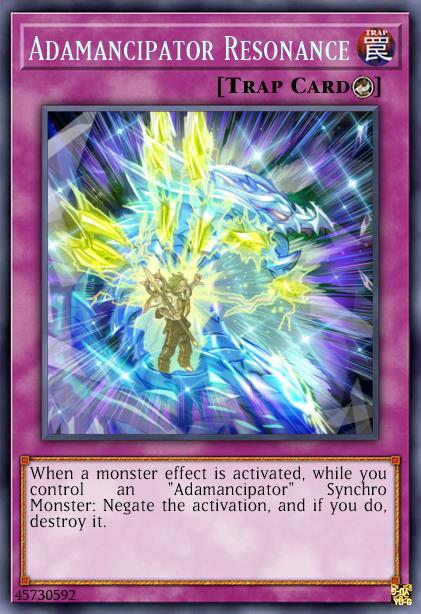 ADAMANCIPATOR RESONANCE
TRAP
罠
[TRAP CARD]
When a monster effect is activated, while you
control an "Adamancipator" Synchro
Monster: Negate the activation, and if you do,
destroy it.
45730592